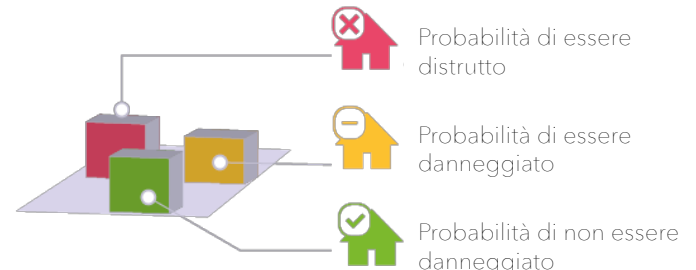 Probabilità di essere
distrutto
Probabilità di essere
danneggiato
Probabilità di non essere
danneggiato